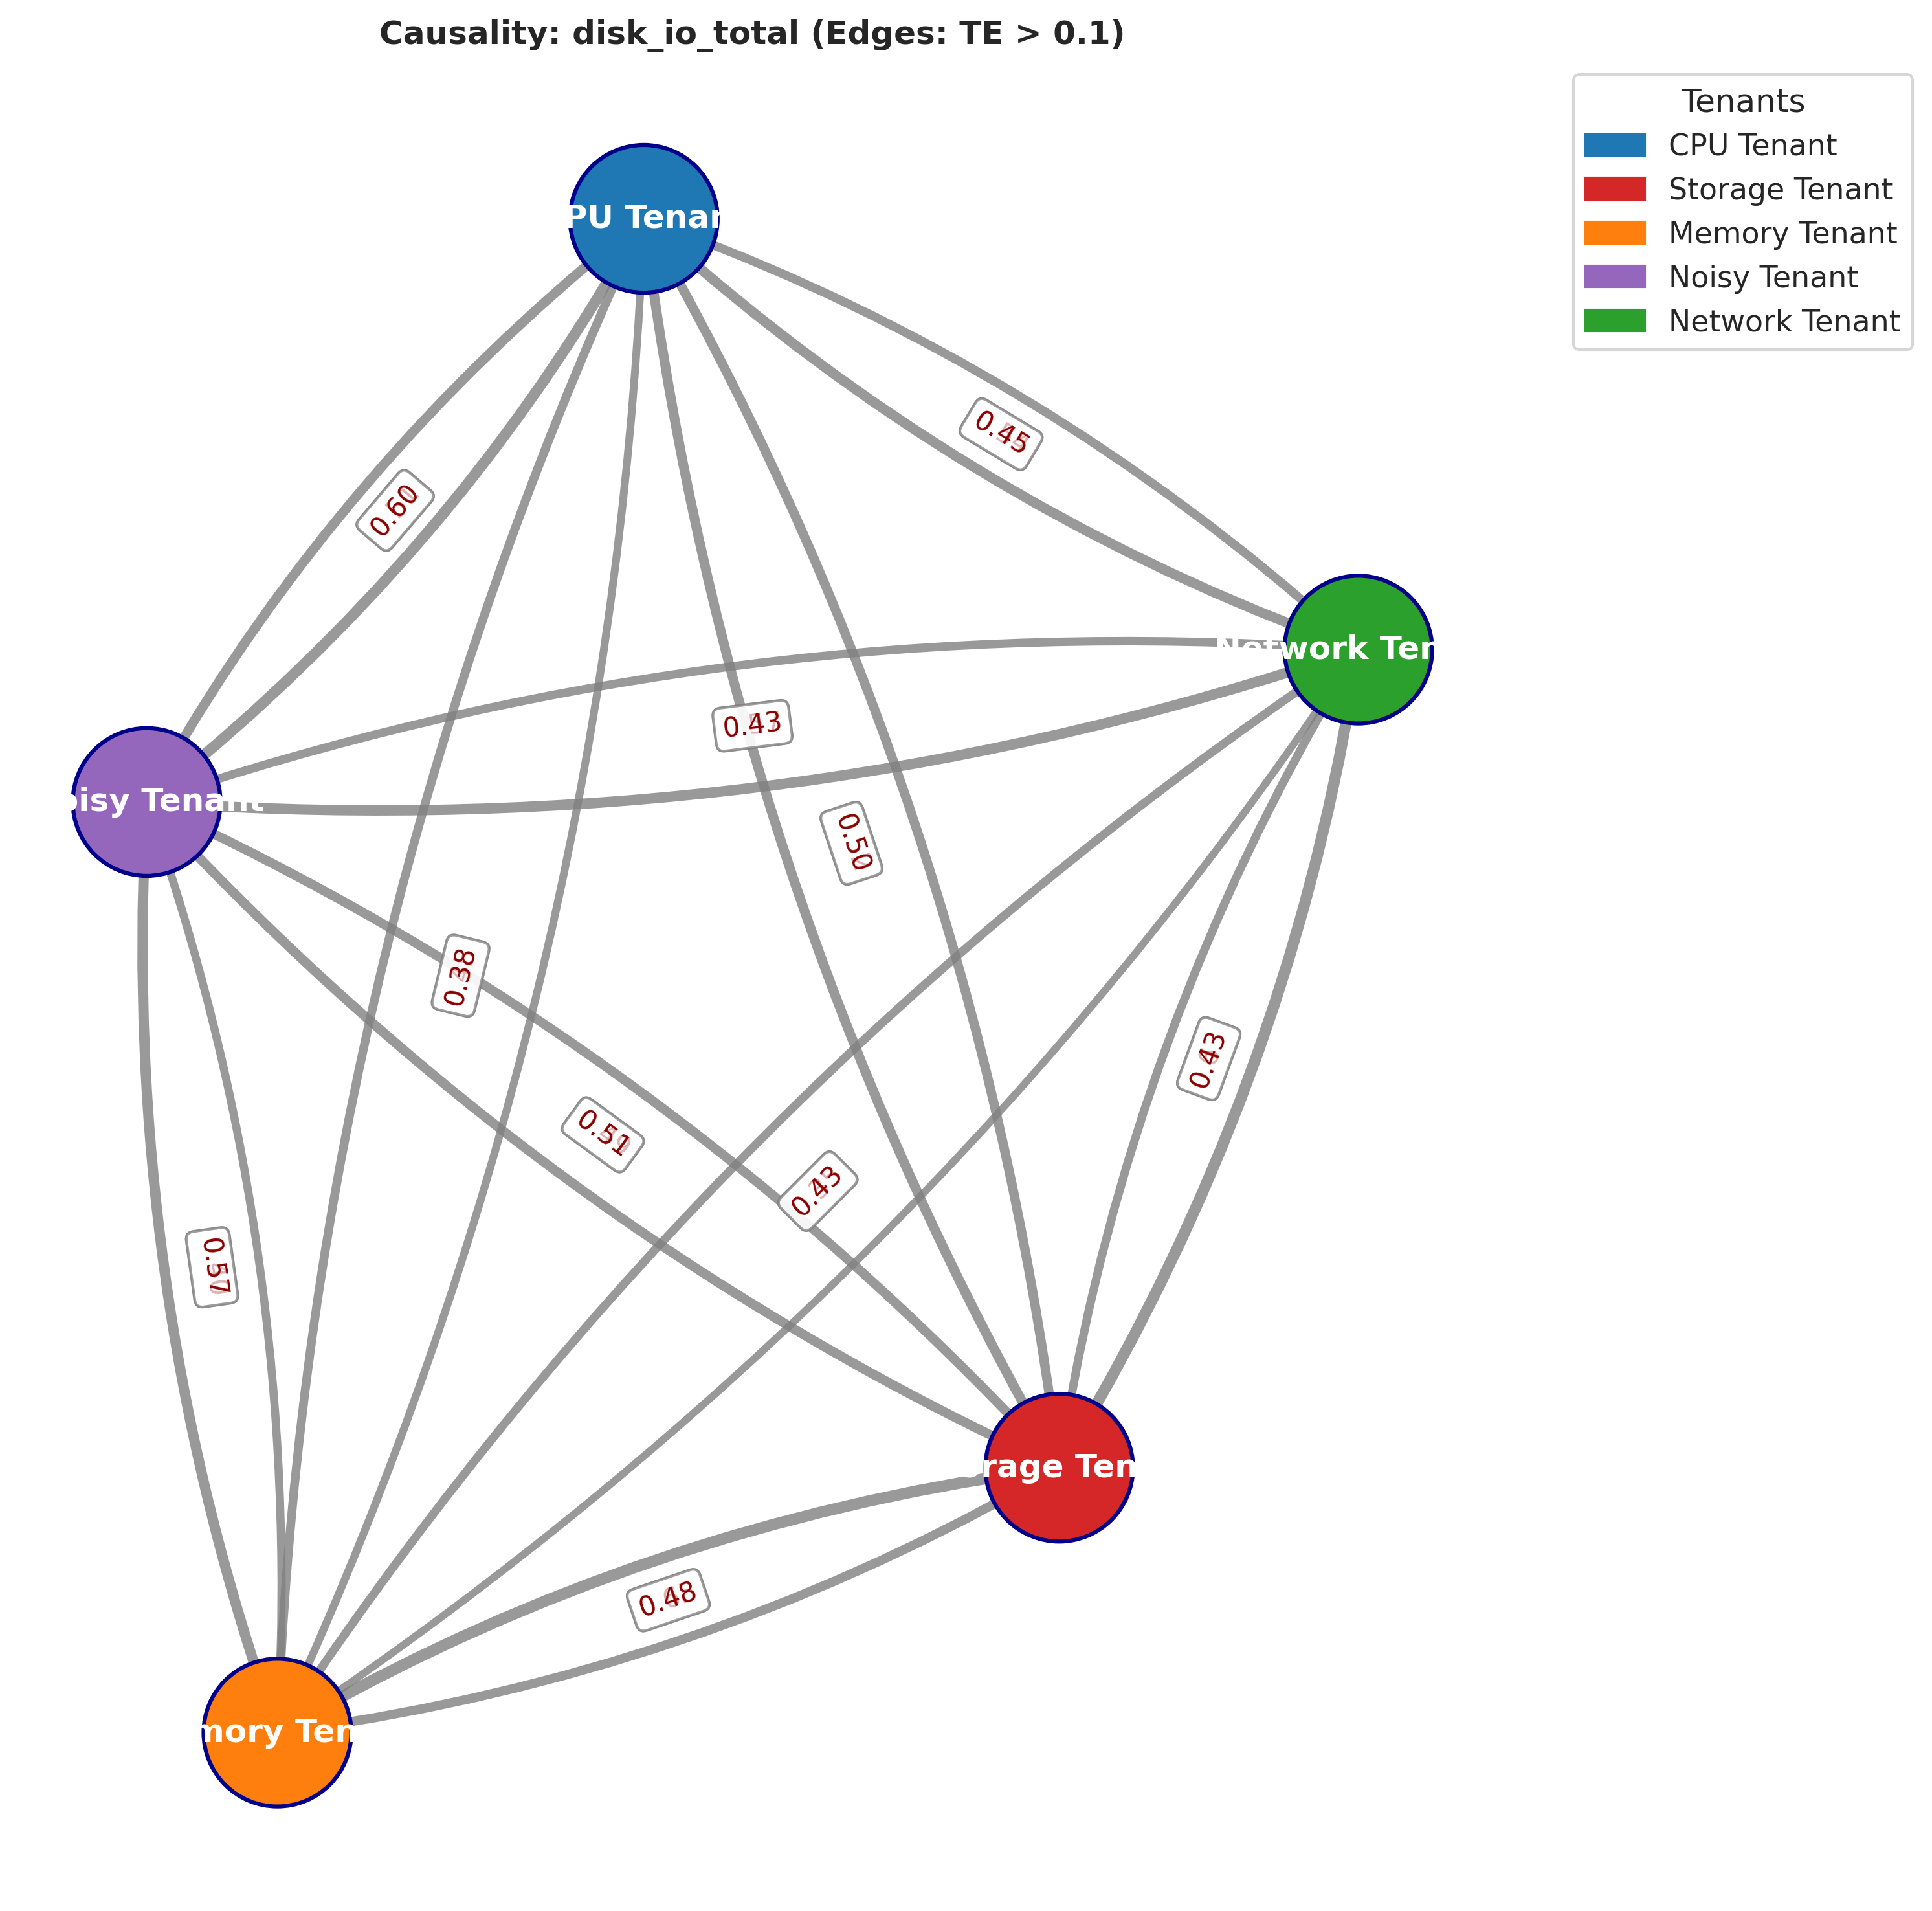 Causality: disk_io_total (Edges: TE > 0.1)
Tenants
CPU Tenant
Storage Tenant
Memory Tenant
Noisy Tenant
Network Tenant
PU Tenan
0.45
0.60
Network Ten
0.43
oisy Tenant
0.50
0.38
0.43
0.51
0.43
0.57
rage Ten
0.48
mory Ten